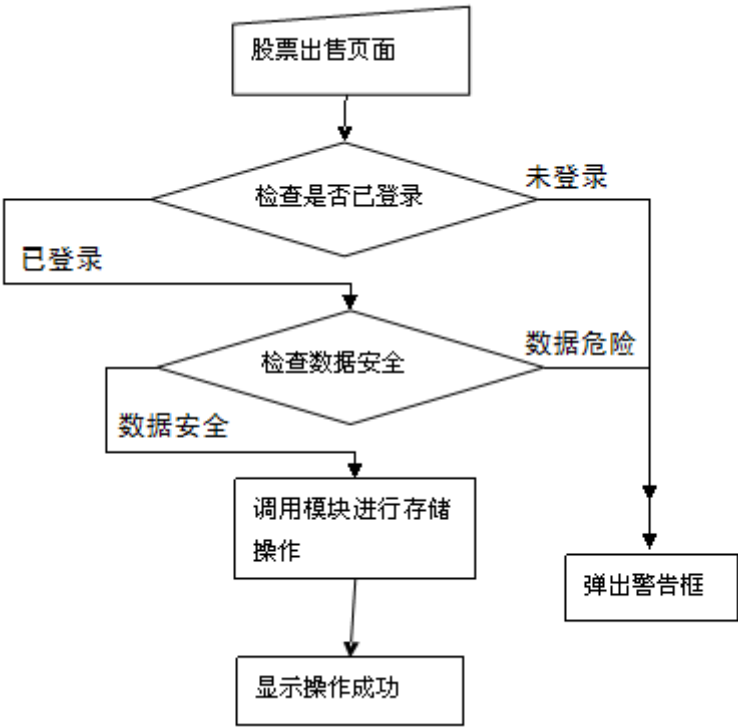 股票出售页面
检查是否已登录
未登录
已登录
检查数据安全
数据危险
数据安全
调用模块进行存储
操作
弹出警告框
显示操作成功